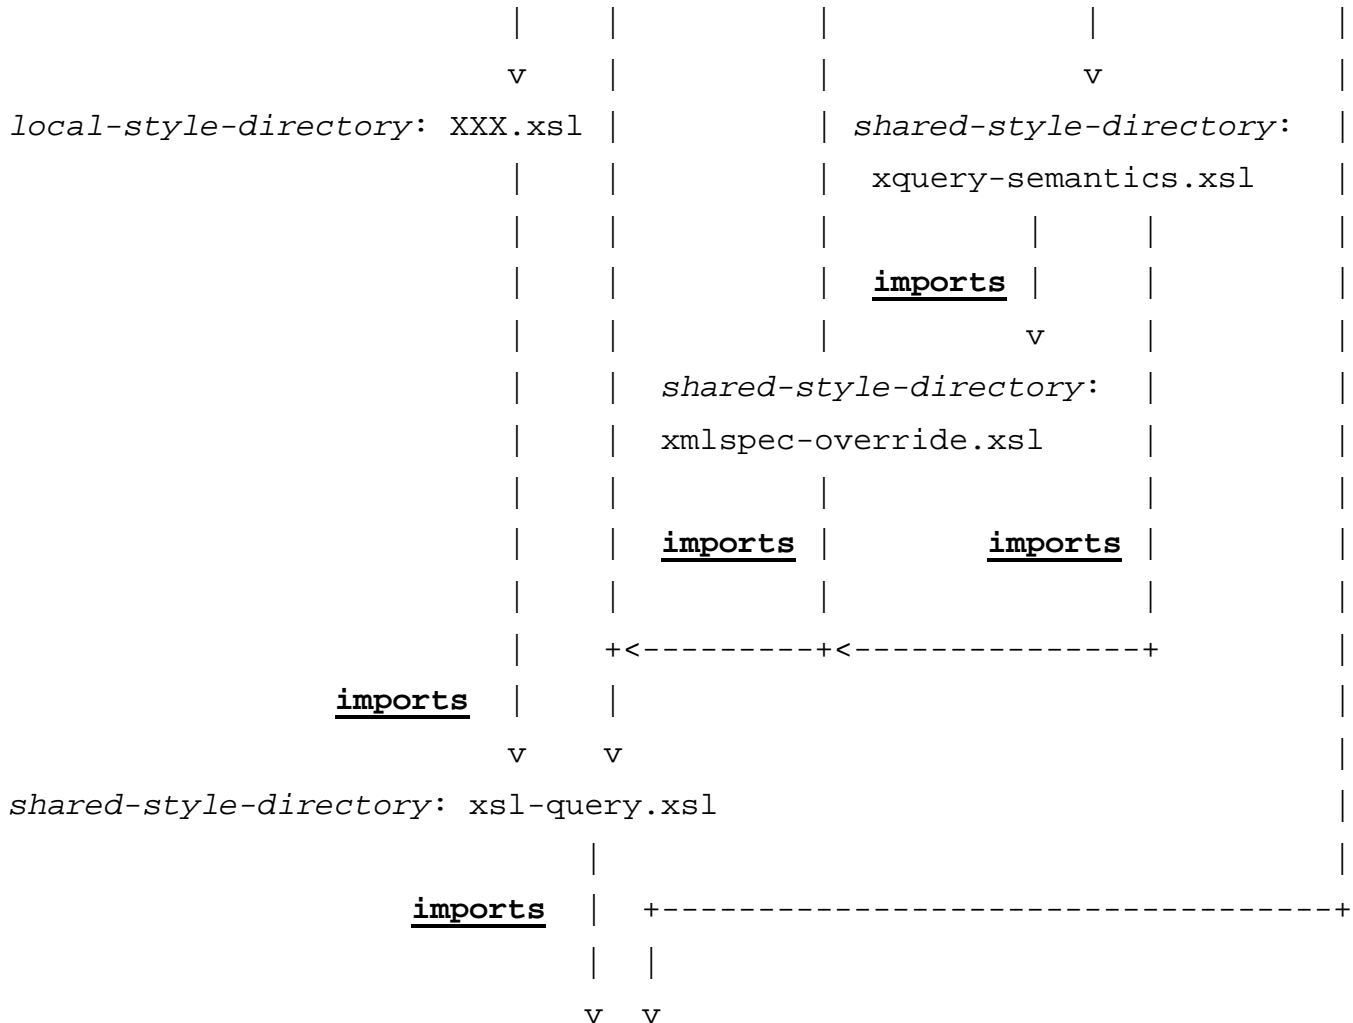 |    |          |             |            |
v    |          |             v            |
local-style-directory: XXX.xsl |          | shared-style-directory:  |
|    |          |  xquery-semantics.xsl    |
|    |          |          |     |         |
|    |          |  imports |     |         |
|    |          |          v     |         |
|    |  shared-style-directory:  |         |
|    |  xmlspec-override.xsl     |         |
|    |          |                |         |
|    |  imports |        imports |         |
|    |          |                |         |
|    +<---------+<---------------+         |
imports  |    |                                     |
v    v                                     |
shared-style-directory: xsl-query.xsl                                |
|                                      |
imports  |  +-----------------------------------+
|  |
v  v